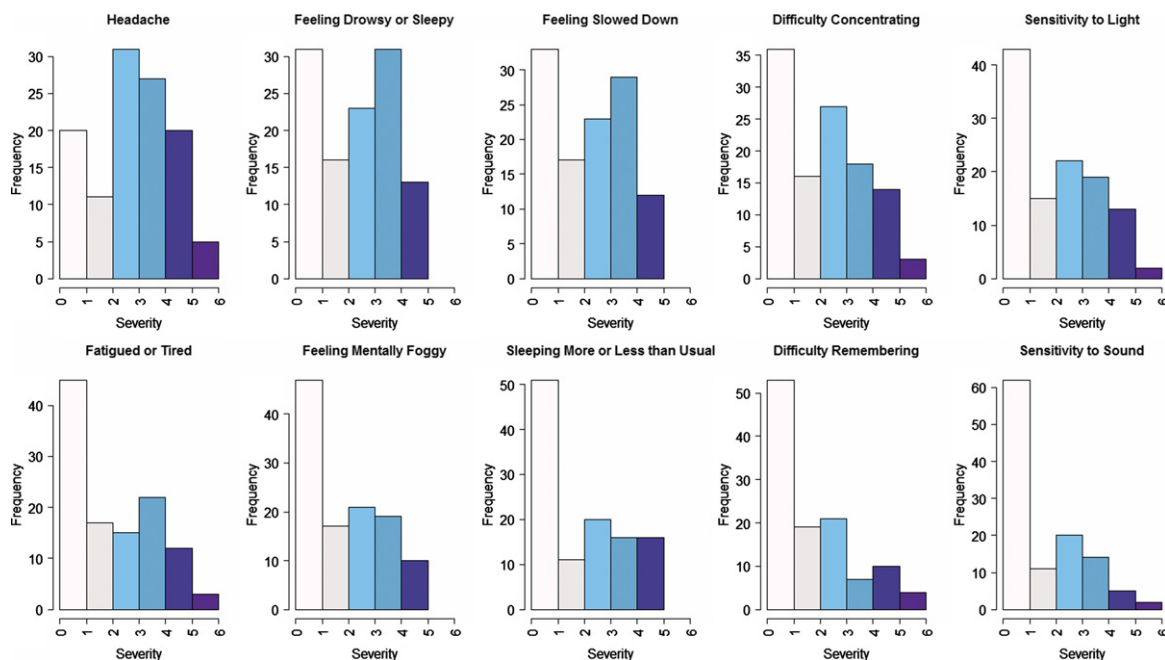 Headache
Frequency
30
25
20
15
10
5
0
0 1 2 3 4 5 6
Severity
Feeling Drowsy or Sleepy
Frequency
30
25
20
15
10
5
0
0 1 2 3 4 5 6
Severity
Feeling Slowed Down
Frequency
30
25
20
15
10
5
0
0 1 2 3 4 5 6
Severity
Difficulty Concentrating
Frequency
35
30
25
20
15
10
5
0
0 1 2 3 4 5 6
Severity
Sensitivity to Light
Frequency
40
30
20
10
0
0 1 2 3 4 5 6
Severity
Fatigued or Tired
Frequency
40
30
20
10
0
0 1 2 3 4 5 6
Severity
Feeling Mentally Foggy
Frequency
40
30
20
10
0
0 1 2 3 4 5 6
Severity
Sleeping More or Less than Usual
Frequency
50
40
30
20
10
0
0 1 2 3 4 5 6
Severity
Difficulty Remembering
Frequency
50
40
30
20
10
0
0 1 2 3 4 5 6
Severity
Sensitivity to Sound
Frequency
60
50
40
30
20
10
0
0 1 2 3 4 5 6
Severity